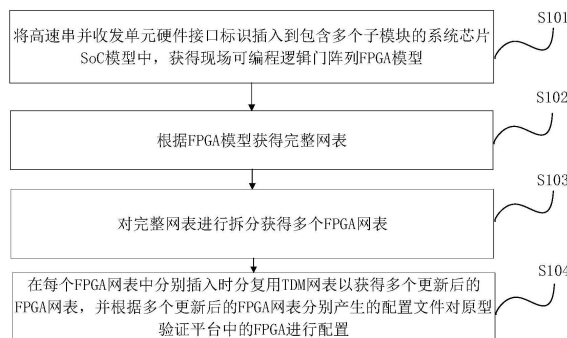 S101
将高速串并收发单元硬件接口标识插入到包含多个子模块的系统芯片
SoC模型中，获得现场可编程逻辑门阵列FPGA模型
S102
根据FPGA模型获得完整网表
S103
对完整网表进行拆分获得多个FPGA网表
S104
在每个FPGA网表中分别插入时分复用TDM网表以获得多个更新后的
FPGA网表，并根据多个更新后的FPGA网表分别产生的配置文件对原型
验证平台中的FPGA进行配置